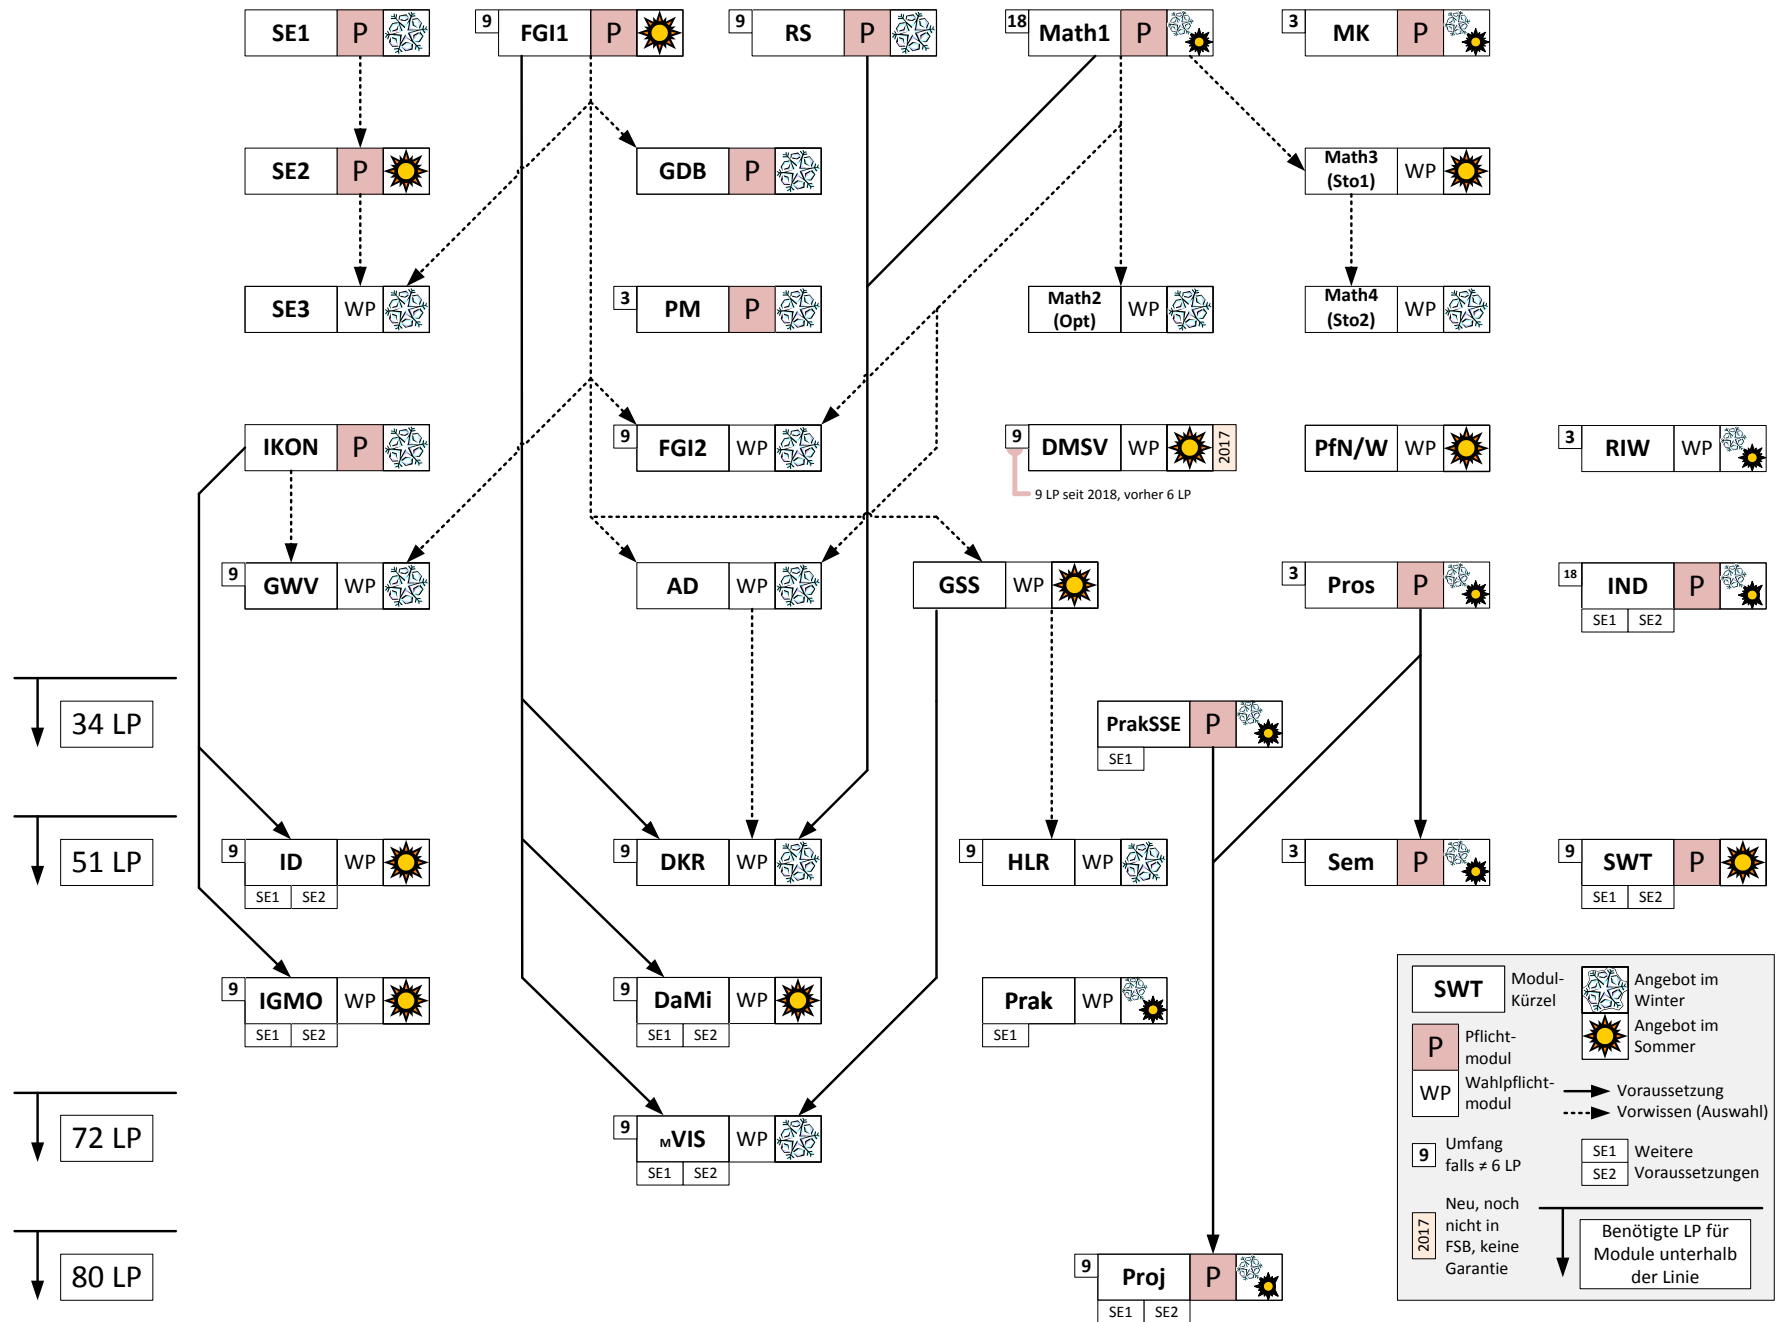 SE1 P
9 FGI1 P
9 RS P
18 Math1 P
3 MK P
SE2 P
GDB P
Math3
(Sto1) WP
SE3 WP
3 PM P
Math2
(Opt) WP
Math4
(Sto2) WP
IKON P
9 FGI2 WP
9 DMSV WP 2017
9 LP seit 2018, vorher 6 LP
PfN/W WP
3 RIW WP
9 GWV WP
AD WP
GSS WP
3 Pros P
18 IND P
SE1 SE2
34 LP
PrakSSE P
SE1
51 LP
9 ID WP
SE1 SE2
9 DKR WP
9 HLR WP
3 Sem P
9 SWT P
SE1 SE2
9 IGMO WP
SE1 SE2
9 DaMi WP
SE1 SE2
Prak WP
SE1
72 LP
9 MVIS WP
SE1 SE2
80 LP
9 Proj P
SE1 SE2
SWT
Modul-
Kürzel
Angebot im
Winter
Angebot im
Sommer
P
Pflicht-
modul
WP
Wahlpflicht-
modul
Voraussetzung
Vorwissen (Auswahl)
9
Umfang
falls ≠ 6 LP
SE1
SE2
Weitere
Voraussetzungen
2017
Neu, noch
nicht in
FSB, keine
Garantie
Benötigte LP für
Module unterhalb
der Linie